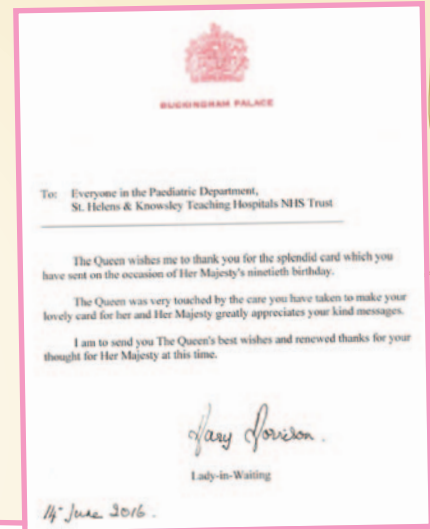 BUCKINGHAM PALACE
To: Everyone in the Paediatric Department,
St. Helens & Knowsley Teaching Hospitals NHS Trust
The Queen wishes me to thank you for the splendid card which you
have sent on the occasion of Her Majesty's ninetieth birthday.
The Queen was very touched by the care you have taken to make your
lovely card for her and Her Majesty greatly appreciates your kind messages.
I am to send you The Queen's best wishes and renewed thanks for your
thought for Her Majesty at this time.
Mary Morrison.
Lady-in-Waiting
14th June 2016.